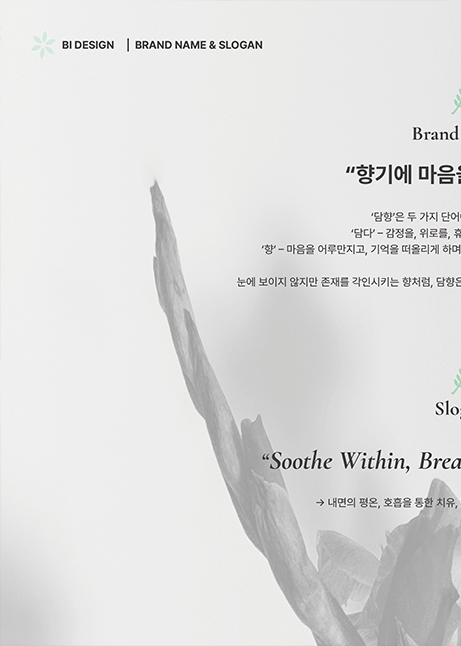 BI DESIGN | BRAND NAME & SLOGAN
Brand
“향기에 마음을
‘담향’은 두 가지 단어
‘담다’ – 감정을, 위로를,
‘향’ – 마음을 어루만지고, 기억을 떠올리게 하며
눈에 보이지 않지만 존재를 각인시키는 향처럼, 담향은
Slog
“Soothe Within, Brea
→ 내면의 평온, 호흡을 통한 치유,